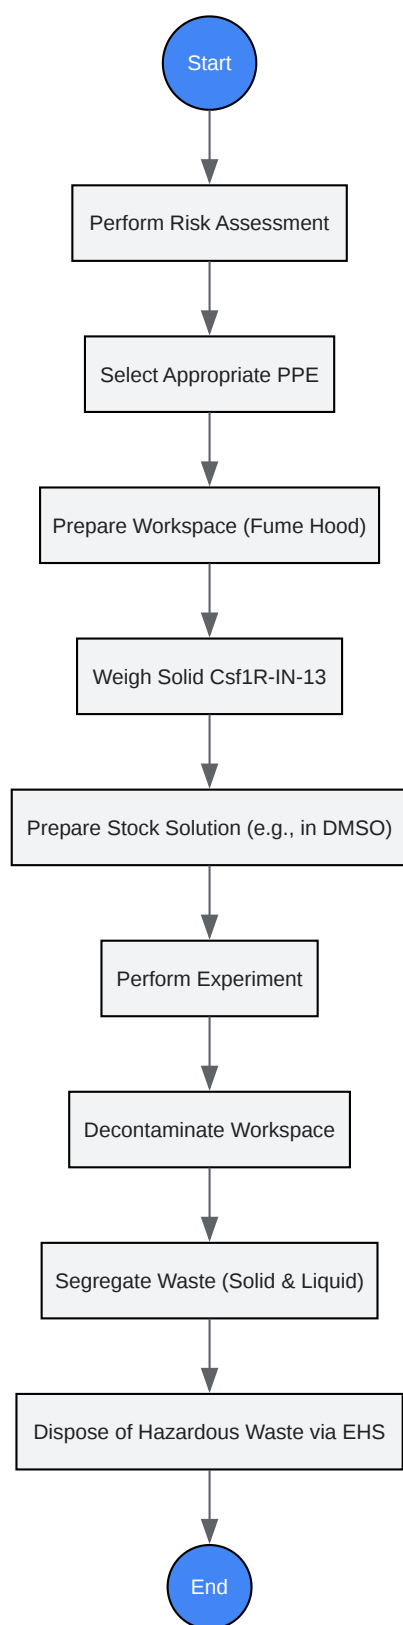 Start
Perform Risk Assessment
Select Appropriate PPE
Prepare Workspace (Fume Hood)
Weigh Solid Csf1R-IN-13
Prepare Stock Solution (e.g., in DMSO)
Perform Experiment
Decontaminate Workspace
Segregate Waste (Solid & Liquid)
Dispose of Hazardous Waste via EHS
End